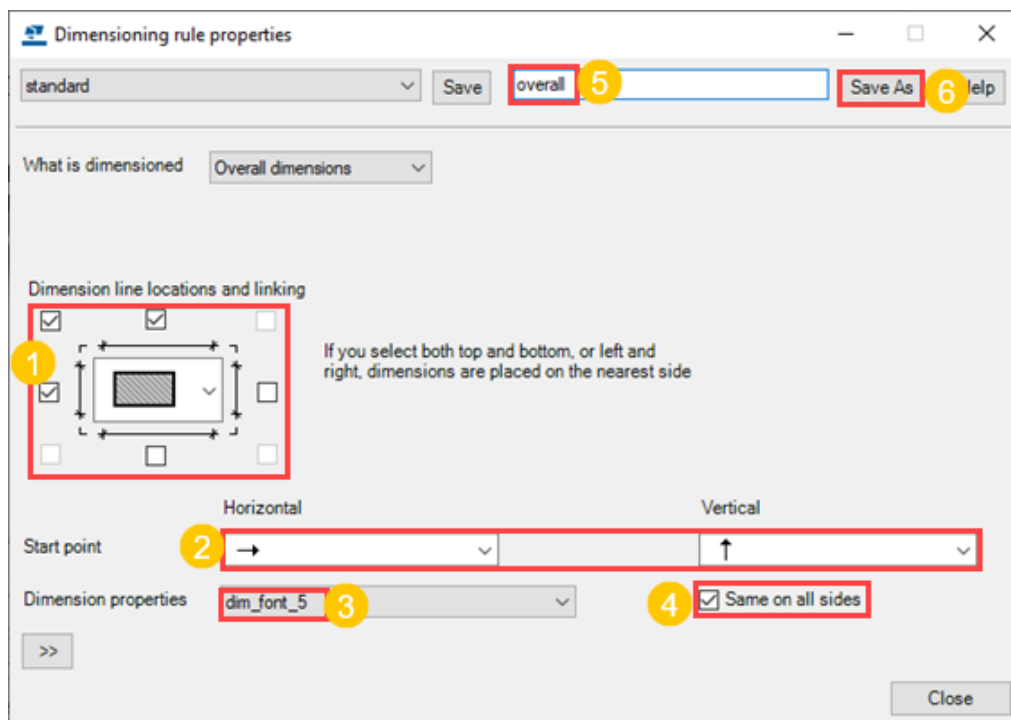 Dimensioning rule properties
standard Save overall 5 Save As 6 elp
What is dimensioned Overall dimensions
Dimension line locations and linking
1
If you select both top and bottom, or left and
right, dimensions are placed on the nearest side
Horizontal Vertical
Start point 2
Dimension properties dim_font_5 3 4 Same on all sides
>>
Close